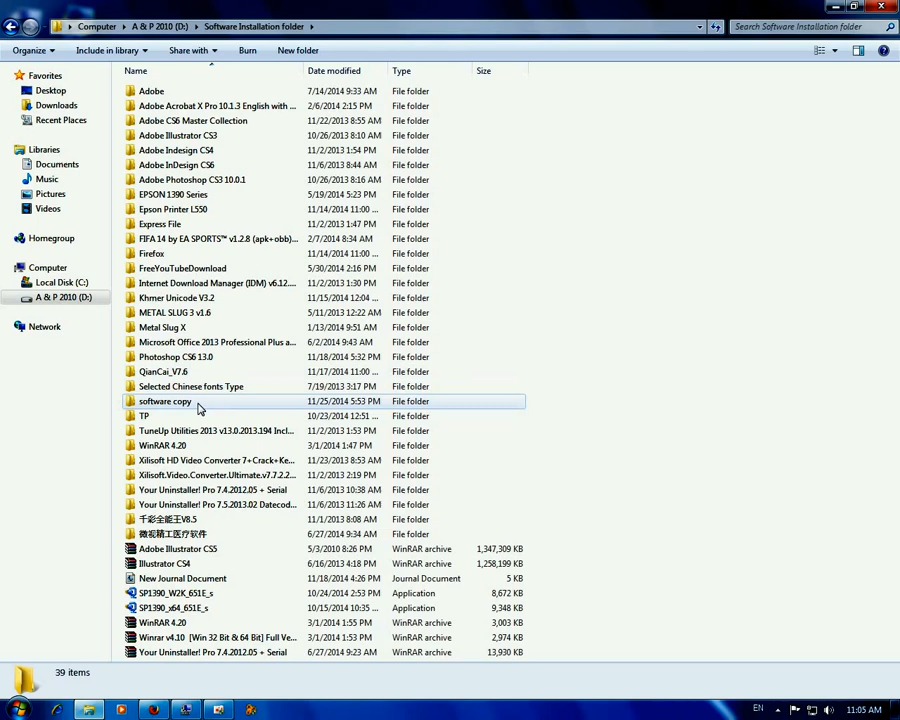 Computer ▸ A & P 2010 (D:) ▸ Software Installation folder ▸
Search Software Installation folder
Organize ▾ Include in library ▾ Share with ▾ Burn New folder
Name Date modified Type Size
Favorites
Desktop
Downloads
Recent Places
Libraries
Documents
Music
Pictures
Videos
Homegroup
Computer
Local Disk (C:)
A & P 2010 (D:)
Network
Adobe 7/14/2014 9:33 AM File folder
Adobe Acrobat X Pro 10.1.3 English with ... 2/6/2014 2:15 PM File folder
Adobe CS6 Master Collection 11/22/2013 8:55 AM File folder
Adobe Illustrator CS3 10/26/2013 8:10 AM File folder
Adobe Indesign CS4 11/2/2013 1:54 PM File folder
Adobe InDesign CS6 11/6/2013 8:44 AM File folder
Adobe Photoshop CS3 10.0.1 10/26/2013 8:16 AM File folder
EPSON 1390 Series 5/19/2014 5:23 PM File folder
Epson Printer L550 11/14/2014 11:00 ... File folder
Express File 11/2/2013 1:47 PM File folder
FIFA 14 by EA SPORTS™ v1.2.8 (apk+obb)... 2/7/2014 8:34 AM File folder
Firefox 11/14/2014 11:00 ... File folder
FreeYouTubeDownload 5/30/2014 2:16 PM File folder
Internet Download Manager (IDM) v6.12.... 11/2/2013 1:30 PM File folder
Khmer Unicode V3.2 11/15/2014 12:04 ... File folder
METAL SLUG 3 v1.6 5/11/2013 12:22 AM File folder
Metal Slug X 1/13/2014 9:51 AM File folder
Microsoft Office 2013 Professional Plus a... 6/2/2014 9:43 AM File folder
Photoshop CS6 13.0 11/18/2014 5:32 PM File folder
QianCai_V7.6 11/17/2014 11:00 ... File folder
Selected Chinese fonts Type 7/19/2013 3:17 PM File folder
software copy 11/25/2014 5:53 PM File folder
TP 10/23/2014 12:51 ... File folder
TuneUp Utilities 2013 v13.0.2013.194 Incl... 11/2/2013 1:53 PM File folder
WinRAR 4.20 3/1/2014 1:47 PM File folder
Xilisoft HD Video Converter 7+Crack+Ke... 11/23/2013 8:53 AM File folder
Xilisoft.Video.Converter.Ultimate.v7.7.2.2... 11/2/2013 2:19 PM File folder
Your Uninstaller! Pro 7.4.2012.05 + Serial 11/6/2013 10:38 AM File folder
Your Uninstaller! Pro 7.5.2013.02 Datecod... 11/6/2013 11:26 AM File folder
千彩全能王V8.5 11/1/2013 8:08 AM File folder
微视精工医疗软件 6/27/2014 9:34 AM File folder
Adobe Illustrator CS5 5/3/2010 8:26 PM WinRAR archive 1,347,309 KB
Illustrator CS4 6/16/2013 4:18 PM WinRAR archive 1,258,199 KB
New Journal Document 11/18/2014 4:26 PM Journal Document 5 KB
SP1390_W2K_651E_s 10/24/2014 2:53 PM Application 8,672 KB
SP1390_x64_651E_s 10/15/2014 10:35 ... Application 9,348 KB
WinRAR 4.20 3/1/2014 1:55 PM WinRAR archive 3,003 KB
Winrar v4.10 [Win 32 Bit & 64 Bit] Full Ve... 3/1/2014 1:53 PM WinRAR archive 2,974 KB
Your Uninstaller! Pro 7.4.2012.05 + Serial 6/27/2014 9:23 AM WinRAR archive 13,930 KB
39 items
EN 11:05 AM